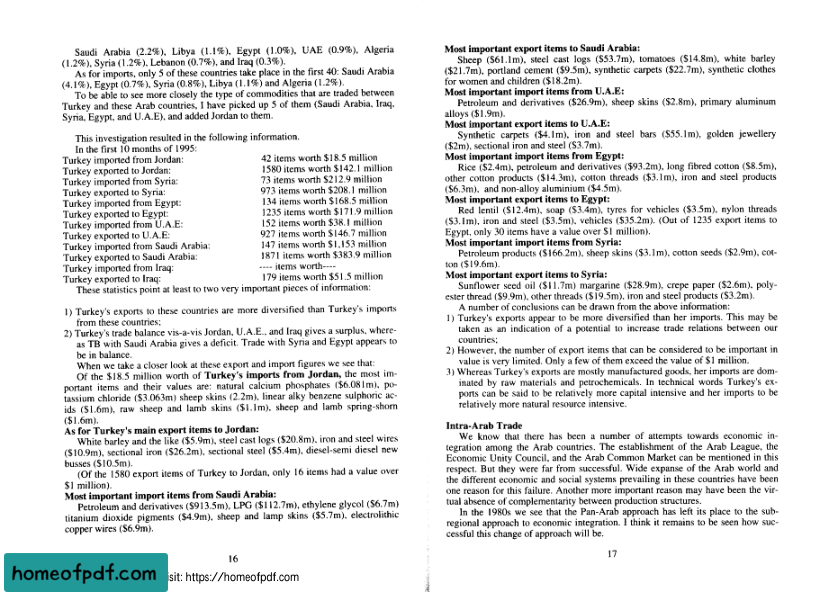 Saudi Arabia (2.2%), Libya (1.1%), Egypt (1.0%), UAE (0.9%), Algeria
(1.2%), Syria (1.2%), Lebanon (0.7%), and Iraq (0.3%).
As for imports, only 5 of these countries take place in the first 40: Saudi Arabia
(4.1%), Egypt (0.7%), Syria (0.8%), Libya (1.1%) and Algeria (1.2%).
To be able to see more closely the type of commodities that are traded between
Turkey and these Arab countries, I have picked up 5 of them (Saudi Arabia, Iraq,
Syria, Egypt, and U.A.E), and added Jordan to them.
This investigation resulted in the following information.
In the first 10 months of 1995:
Turkey imported from Jordan: 42 items worth $18.5 million
Turkey exported to Jordan: 1580 items worth $142.1 million
Turkey imported from Syria: 73 items worth $212.9 million
Turkey exported to Syria: 973 items worth $208.1 million
Turkey imported from Egypt: 134 items worth $168.5 million
Turkey exported to Egypt: 1235 items worth $171.9 million
Turkey imported from U.A.E: 152 items worth $38.1 million
Turkey exported to U.A.E: 927 items worth $146.7 million
Turkey imported from Saudi Arabia: 147 items worth $1,153 million
Turkey exported to Saudi Arabia: 1871 items worth $383.9 million
Turkey imported from Iraq: ---- items worth----
Turkey exported to Iraq: 179 items worth $51.5 million
These statistics point at least to two very important pieces of information:
1) Turkey's exports to these countries are more diversified than Turkey's imports
from these countries;
2) Turkey's trade balance vis-a-vis Jordan, U.A.E., and Iraq gives a surplus, where-
as TB with Saudi Arabia gives a deficit. Trade with Syria and Egypt appears to
be in balance.
When we take a closer look at these export and import figures we see that:
Of the $18.5 million worth of Turkey's imports from Jordan, the most im-
portant items and their values are: natural calcium phosphates ($6.081m), po-
tassium chloride ($3.063m) sheep skins (2.2m), linear alky benzene sulphoric ac-
ids ($1.6m), raw sheep and lamb skins ($1.1m), sheep and lamb spring-shorn
($1.6m).
As for Turkey's main export items to Jordan:
White barley and the like ($5.9m), steel cast logs ($20.8m), iron and steel wires
($10.9m), sectional iron ($26.2m), sectional steel ($5.4m), diesel-semi diesel new
busses ($10.5m).
(Of the 1580 export items of Turkey to Jordan, only 16 items had a value over
$1 million).
Most important import items from Saudi Arabia:
Petroleum and derivatives ($913.5m), LPG ($112.7m), ethylene glycol ($6.7m)
titanium dioxide pigments ($4.9m), sheep and lamp skins ($5.7m), electrolithic
copper wires ($6.9m).
16
Most important export items to Saudi Arabia:
Sheep ($61.1m), steel cast logs ($53.7m), tomatoes ($14.8m), white barley
($21.7m), portland cement ($9.5m), synthetic carpets ($22.7m), synthetic clothes
for women and children ($18.2m).
Most important import items from U.A.E:
Petroleum and derivatives ($26.9m), sheep skins ($2.8m), primary aluminum
alloys ($1.9m).
Most important export items to U.A.E:
Synthetic carpets ($4.1m), iron and steel bars ($55.1m), golden jewellery
($2m), sectional iron and steel ($3.7m).
Most important import items from Egypt:
Rice ($2.4m), petroleum and derivatives ($93.2m), long fibred cotton ($8.5m),
other cotton products ($14.3m), cotton threads ($3.1m), iron and steel products
($6.3m), and non-alloy aluminium ($4.5m).
Most important export items to Egypt:
Red lentil ($12.4m), soap ($3.4m), tyres for vehicles ($3.5m), nylon threads
($3.1m), iron and steel ($3.5m), vehicles ($35.2m). (Out of 1235 export items to
Egypt, only 30 items have a value over $1 million).
Most important import items from Syria:
Petroleum products ($166.2m), sheep skins ($3.1m), cotton seeds ($2.9m), cot-
ton ($19.6m).
Most important export items to Syria:
Sunflower seed oil ($11.7m) margarine ($28.9m), crepe paper ($2.6m), poly-
ester thread ($9.9m), other threads ($19.5m), iron and steel products ($3.2m).
A number of conclusions can be drawn from the above information:
1) Turkey's exports appear to be more diversified than her imports. This may be
taken as an indication of a potential to increase trade relations between our
countries;
2) However, the number of export items that can be considered to be important in
value is very limited. Only a few of them exceed the value of $1 million.
3) Whereas Turkey's exports are mostly manufactured goods, her imports are dom-
inated by raw materials and petrochemicals. In technical words Turkey's ex-
ports can be said to be relatively more capital intensive and her imports to be
relatively more natural resource intensive.
Intra-Arab Trade
We know that there has been a number of attempts towards economic in-
tegration among the Arab countries. The establishment of the Arab League, the
Economic Unity Council, and the Arab Common Market can be mentioned in this
respect. But they were far from successful. Wide expanse of the Arab world and
the different economic and social systems prevailing in these countries have been
one reason for this failure. Another more important reason may have been the vir-
tual absence of complementarity between production structures.
In the 1980s we see that the Pan-Arab approach has left its place to the sub-
regional approach to economic integration. I think it remains to be seen how suc-
cessful this change of approach will be.
17
homeofpdf.com
isit: https://homeofpdf.com